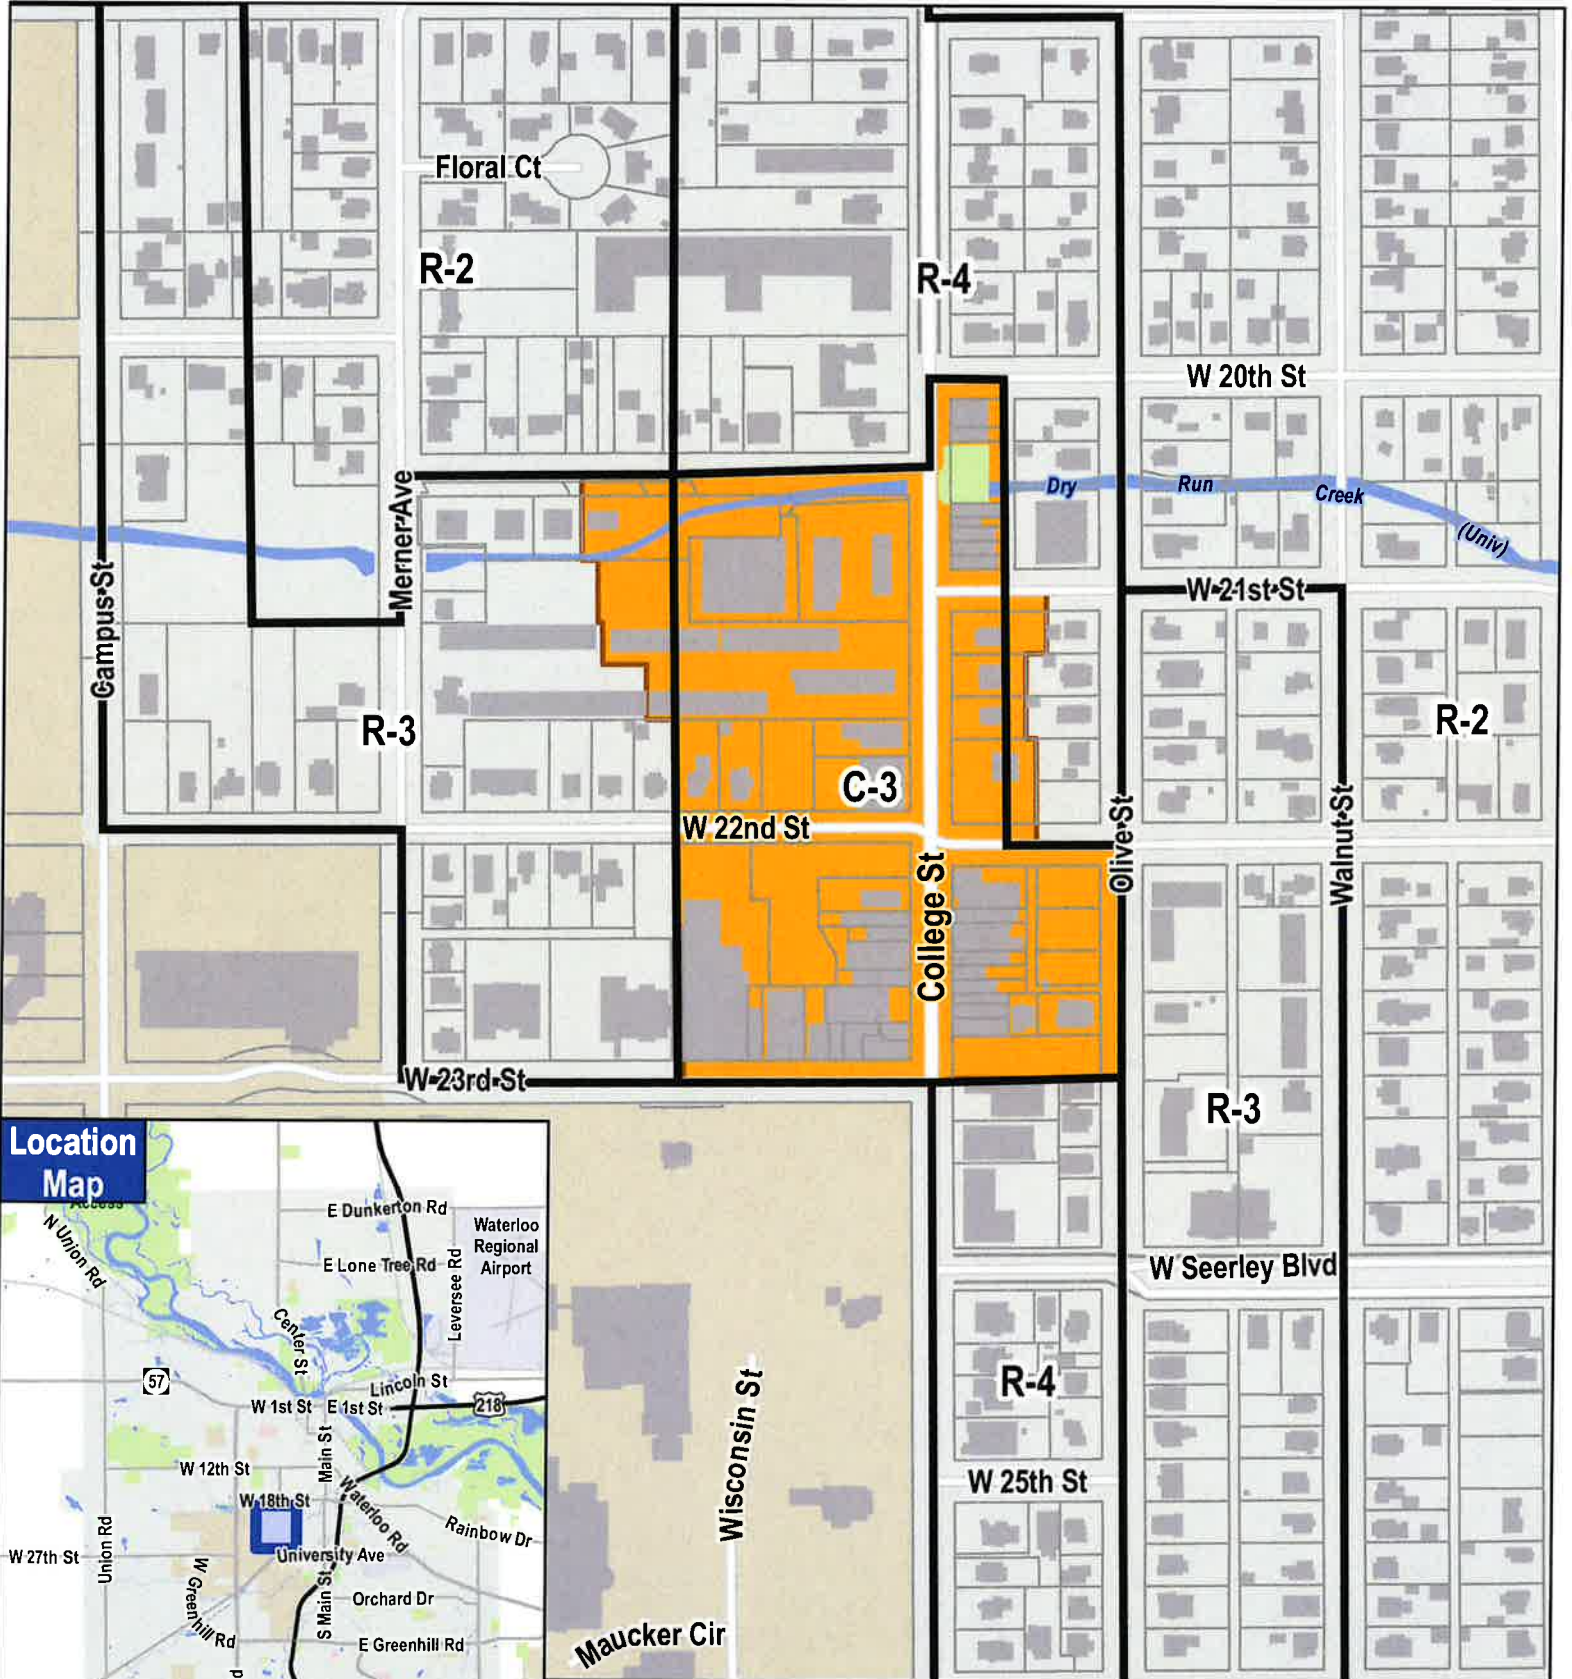 Floral Ct
R-2
R-4
W 20th St
Merner Ave
Dry
Run
Creek
(Univ)
Campus St
W 21st St
R-3
R-2
C-3
W 22nd St
Olive St
Walnut St
College St
W 23rd St
R-3
Location
Map
Access
N Union Rd
E Dunkerton Rd
Waterloo
Regional
Airport
E Lone Tree Rd
Leversee Rd
Center St
57
Lincoln St
W 1st St
E 1st St
218
Main St
W 12th St
W 18th St
Waterloo Rd
Rainbow Dr
Union Rd
W 27th St
University Ave
W Greenhill Rd
S Main St
Orchard Dr
E Greenhill Rd
W Seerley Blvd
R-4
Wisconsin St
W 25th St
Maucker Cir